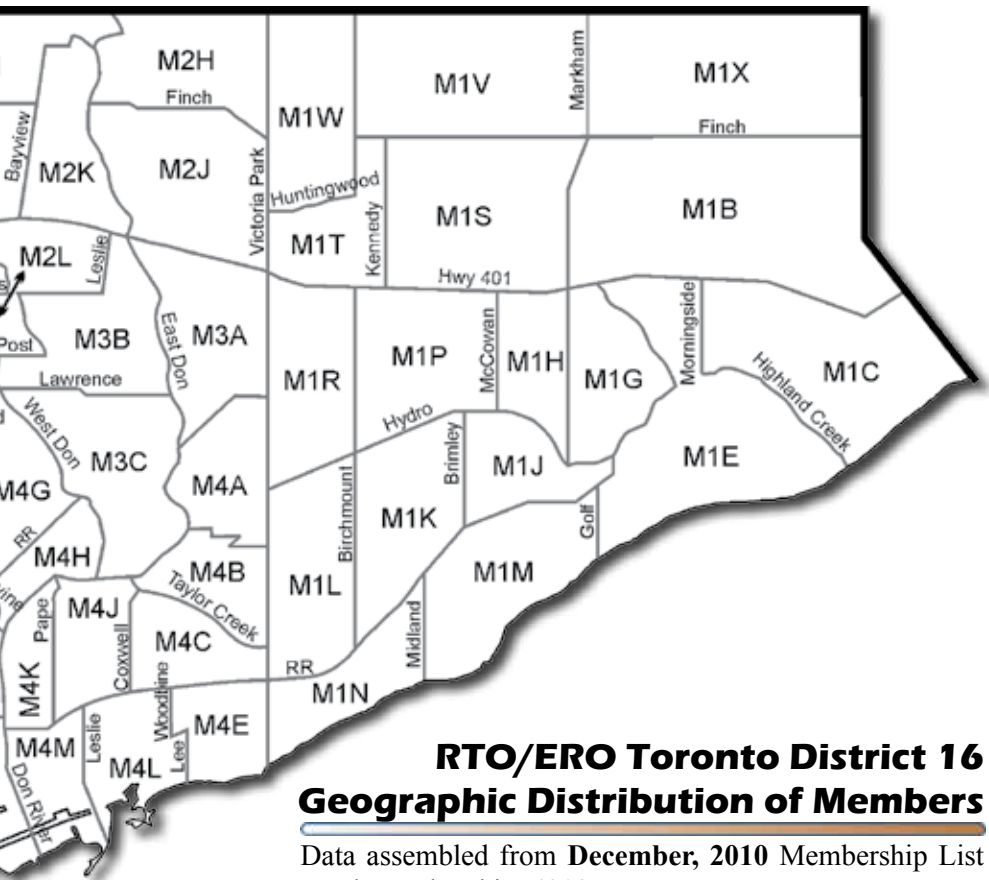 M2H
Finch
M1W
M1V
Markham
M1X
Finch
Bayview
M2K
M2J
Victoria Park
Huntingwood
M1T
Kennedy
M1S
M1B
M2L
Leslie
Hwy 401
Post
M3B
East Don
M3A
M1R
M1P
McCowan
M1H
M1G
Morningside
Highland Creek
M1C
Lawrence
West Don
M3C
Hydro
Brimley
M1J
M1E
M4G
M4A
Birchmount
M1K
Golf
RR
M4H
M4B
Taylor Creek
M1L
M1M
Pape
M4J
Coxwell
M4C
Midland
M4K
Woodbine
RR
M1N
M4M
Leslie
M4L
Lee
M4E
Don River
RTO/ERO Toronto District 16
Geographic Distribution of Members
Data assembled from December, 2010 Membership List